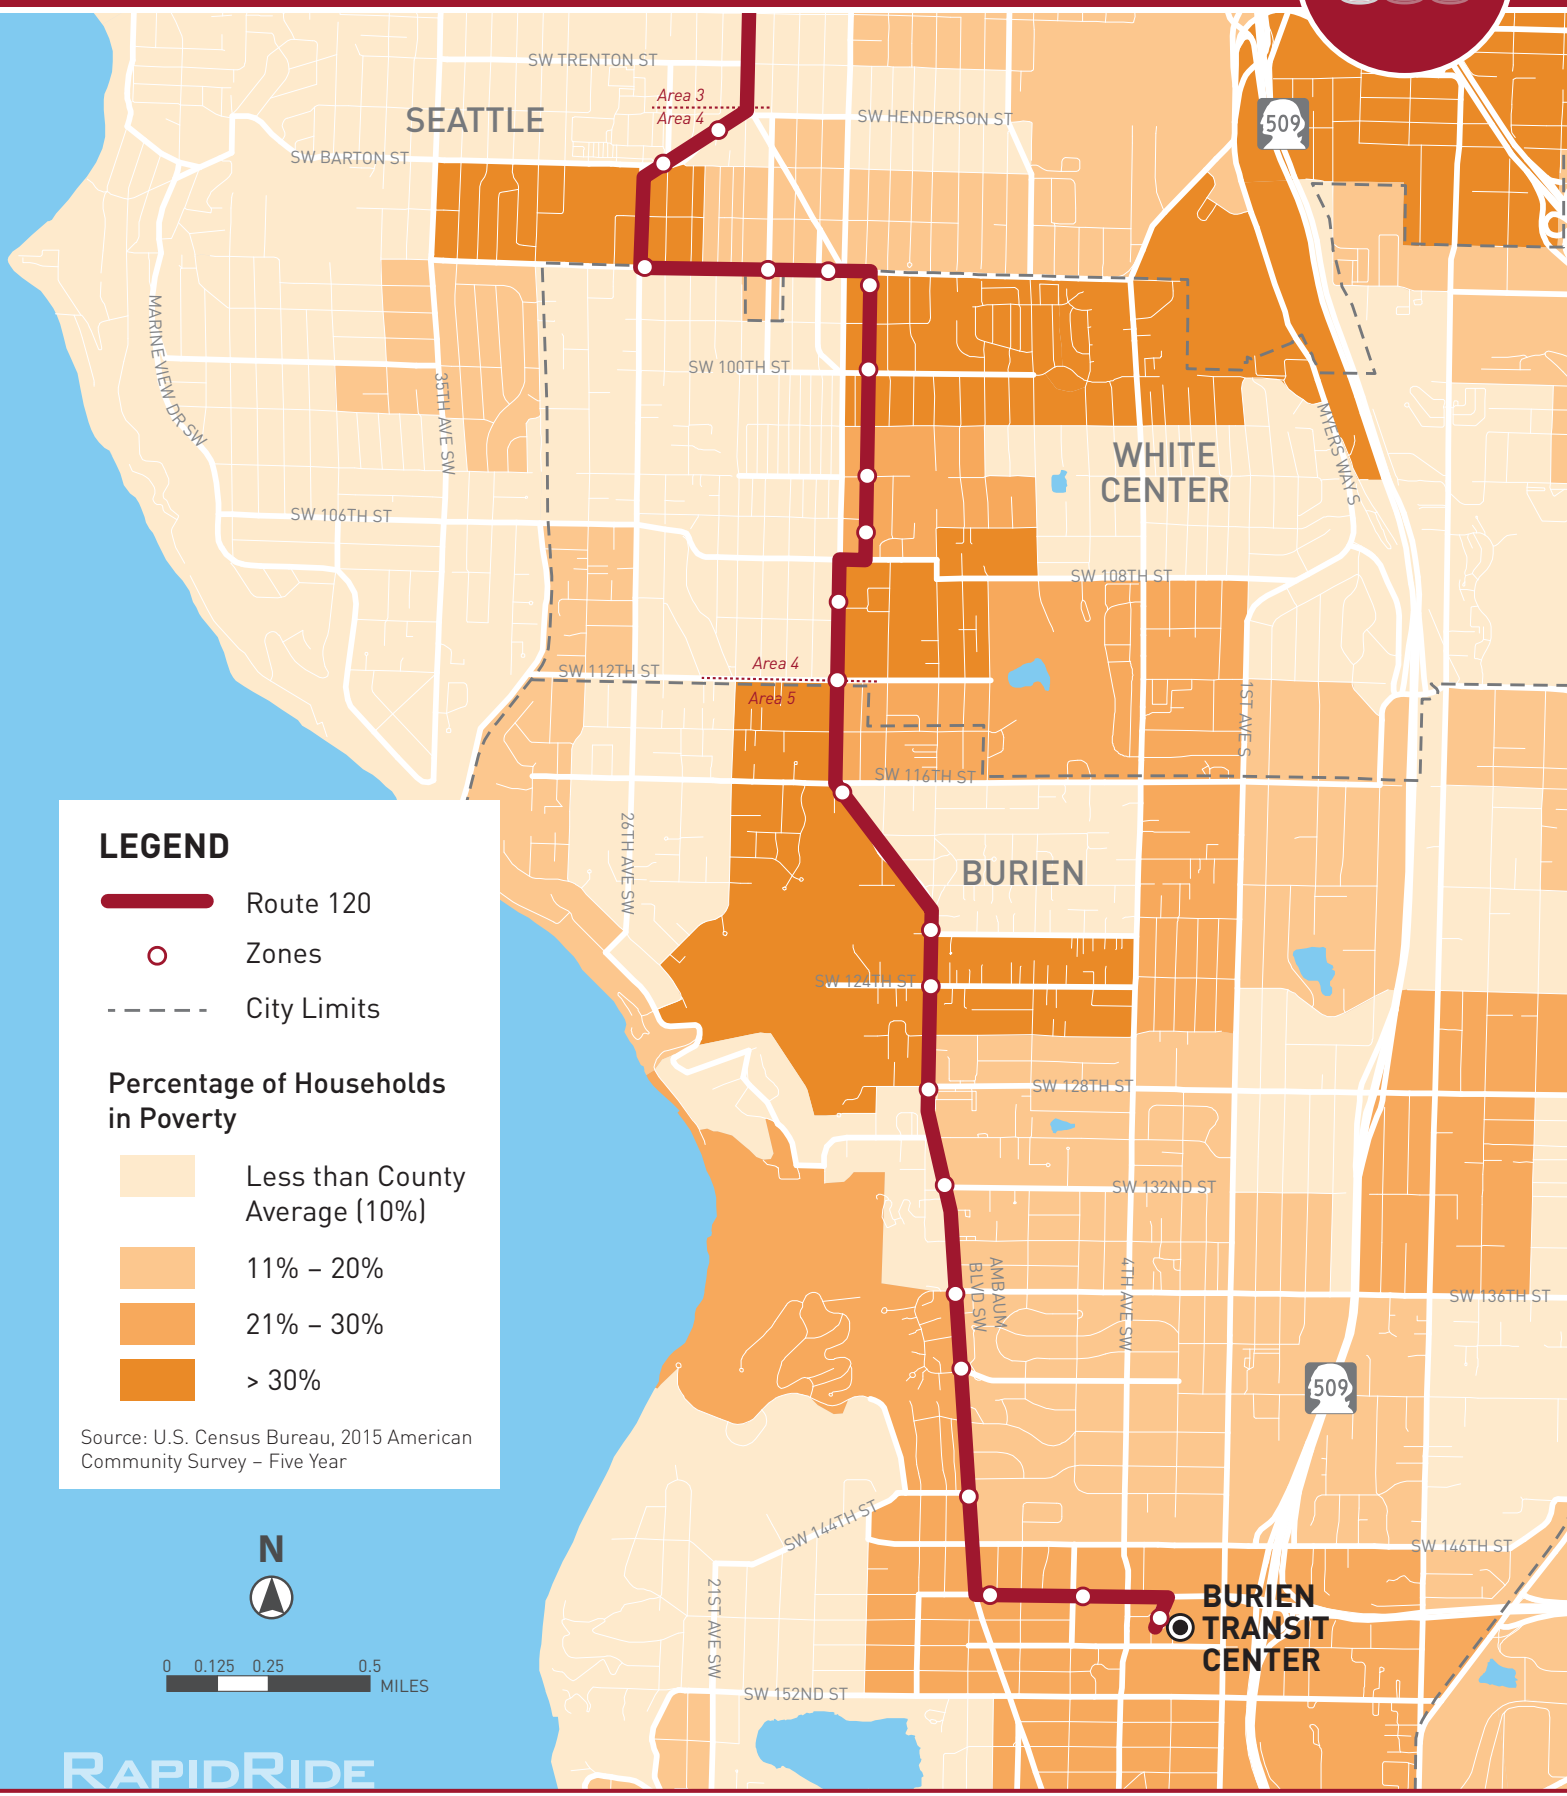 SW TRENTON ST
Area 3
Area 4
SEATTLE
SW HENDERSON ST
509
SW BARTON ST
MARINE VIEW DR SW
35TH AVE SW
SW 100TH ST
MYERS WAY S
WHITE
CENTER
SW 106TH ST
SW 108TH ST
SW 112TH ST
Area 4
Area 5
1ST AVE S
SW 116TH ST
26TH AVE SW
BURIEN
SW 124TH ST
SW 128TH ST
SW 132ND ST
AMBAUM
BLVD SW
4TH AVE SW
SW 136TH ST
509
SW 144TH ST
SW 146TH ST
21ST AVE SW
BURIEN
TRANSIT
CENTER
SW 152ND ST
LEGEND
Route 120
Zones
City Limits
Percentage of Households
in Poverty
Less than County
Average (10%)
11% – 20%
21% – 30%
> 30%
Source: U.S. Census Bureau, 2015 American
Community Survey – Five Year
N
0 0.125 0.25 0.5
MILES
RAPIDRIDE